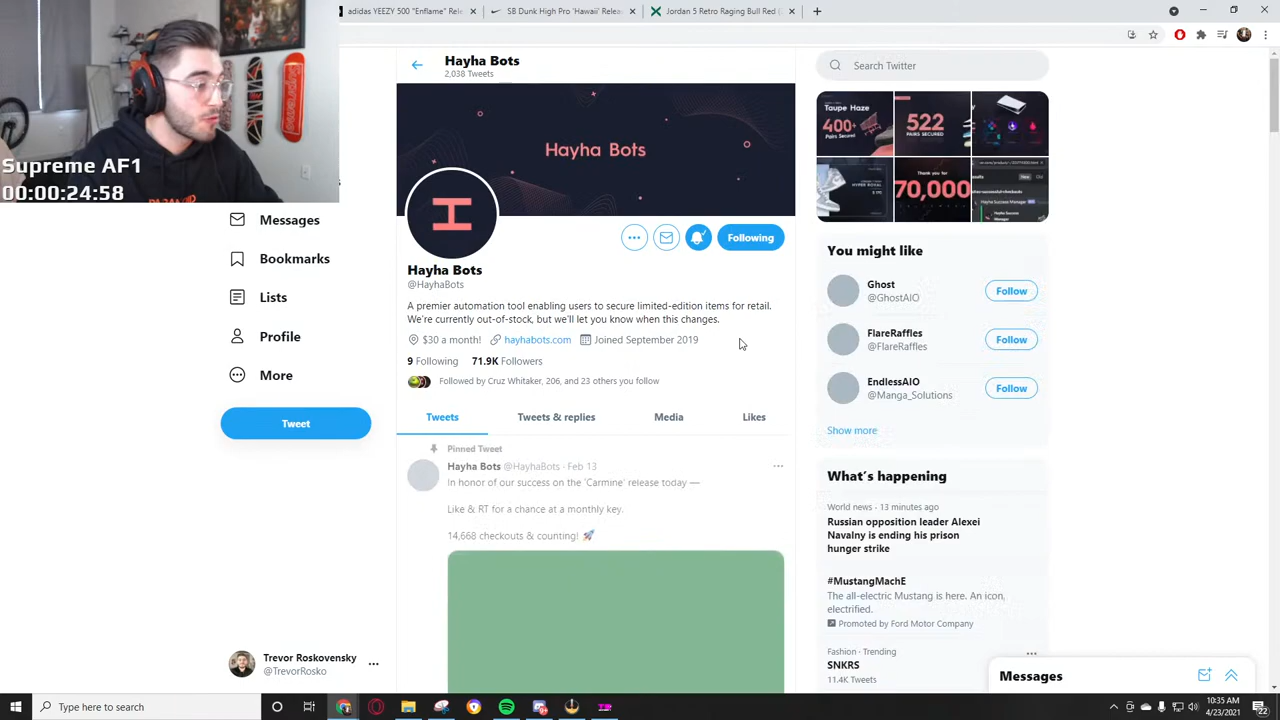 adidas YEEZY 500 "Enflame" Rele
SB Dunk High Pro 'Hawaii' Releas
Jordan 5 Retro Raging Bull Red (
Supreme AF1
00:00:24:58
Messages
Bookmarks
Lists
Profile
More
Tweet
Trevor Roskovensky
@TrevorRosko
Hayha Bots
2,038 Tweets
Hayha Bots
Following
Hayha Bots
@HayhaBots
A premier automation tool enabling users to secure limited-edition items for retail.
We're currently out-of-stock, but we'll let you know when this changes.
$30 a month! hayhabots.com Joined September 2019
9 Following 71.9K Followers
Followed by Cruz Whitaker, 206, and 23 others you follow
Tweets Tweets & replies Media Likes
Pinned Tweet
Hayha Bots @HayhaBots · Feb 13
In honor of our success on the 'Carmine' release today —
Like & RT for a chance at a monthly key.
14,668 checkouts & counting! 🚀
Search Twitter
Taupe Haze
400+
Pairs Secured
522
PAIRS SECURED
HYPER ROYAL
Thank you for
70,000
You might like
Ghost
@GhostAIO
Follow
FlareRaffles
@FlareRaffles
Follow
EndlessAIO
@Manga_Solutions
Follow
Show more
What's happening
World news · 13 minutes ago
Russian opposition leader Alexei
Navalny is ending his prison
hunger strike
#MustangMachE
The all-electric Mustang is here. An icon,
electrified.
Promoted by Ford Motor Company
Fashion · Trending
SNKRS
11.4K Tweets
Messages
Type here to search
10:35 AM
4/23/2021
22